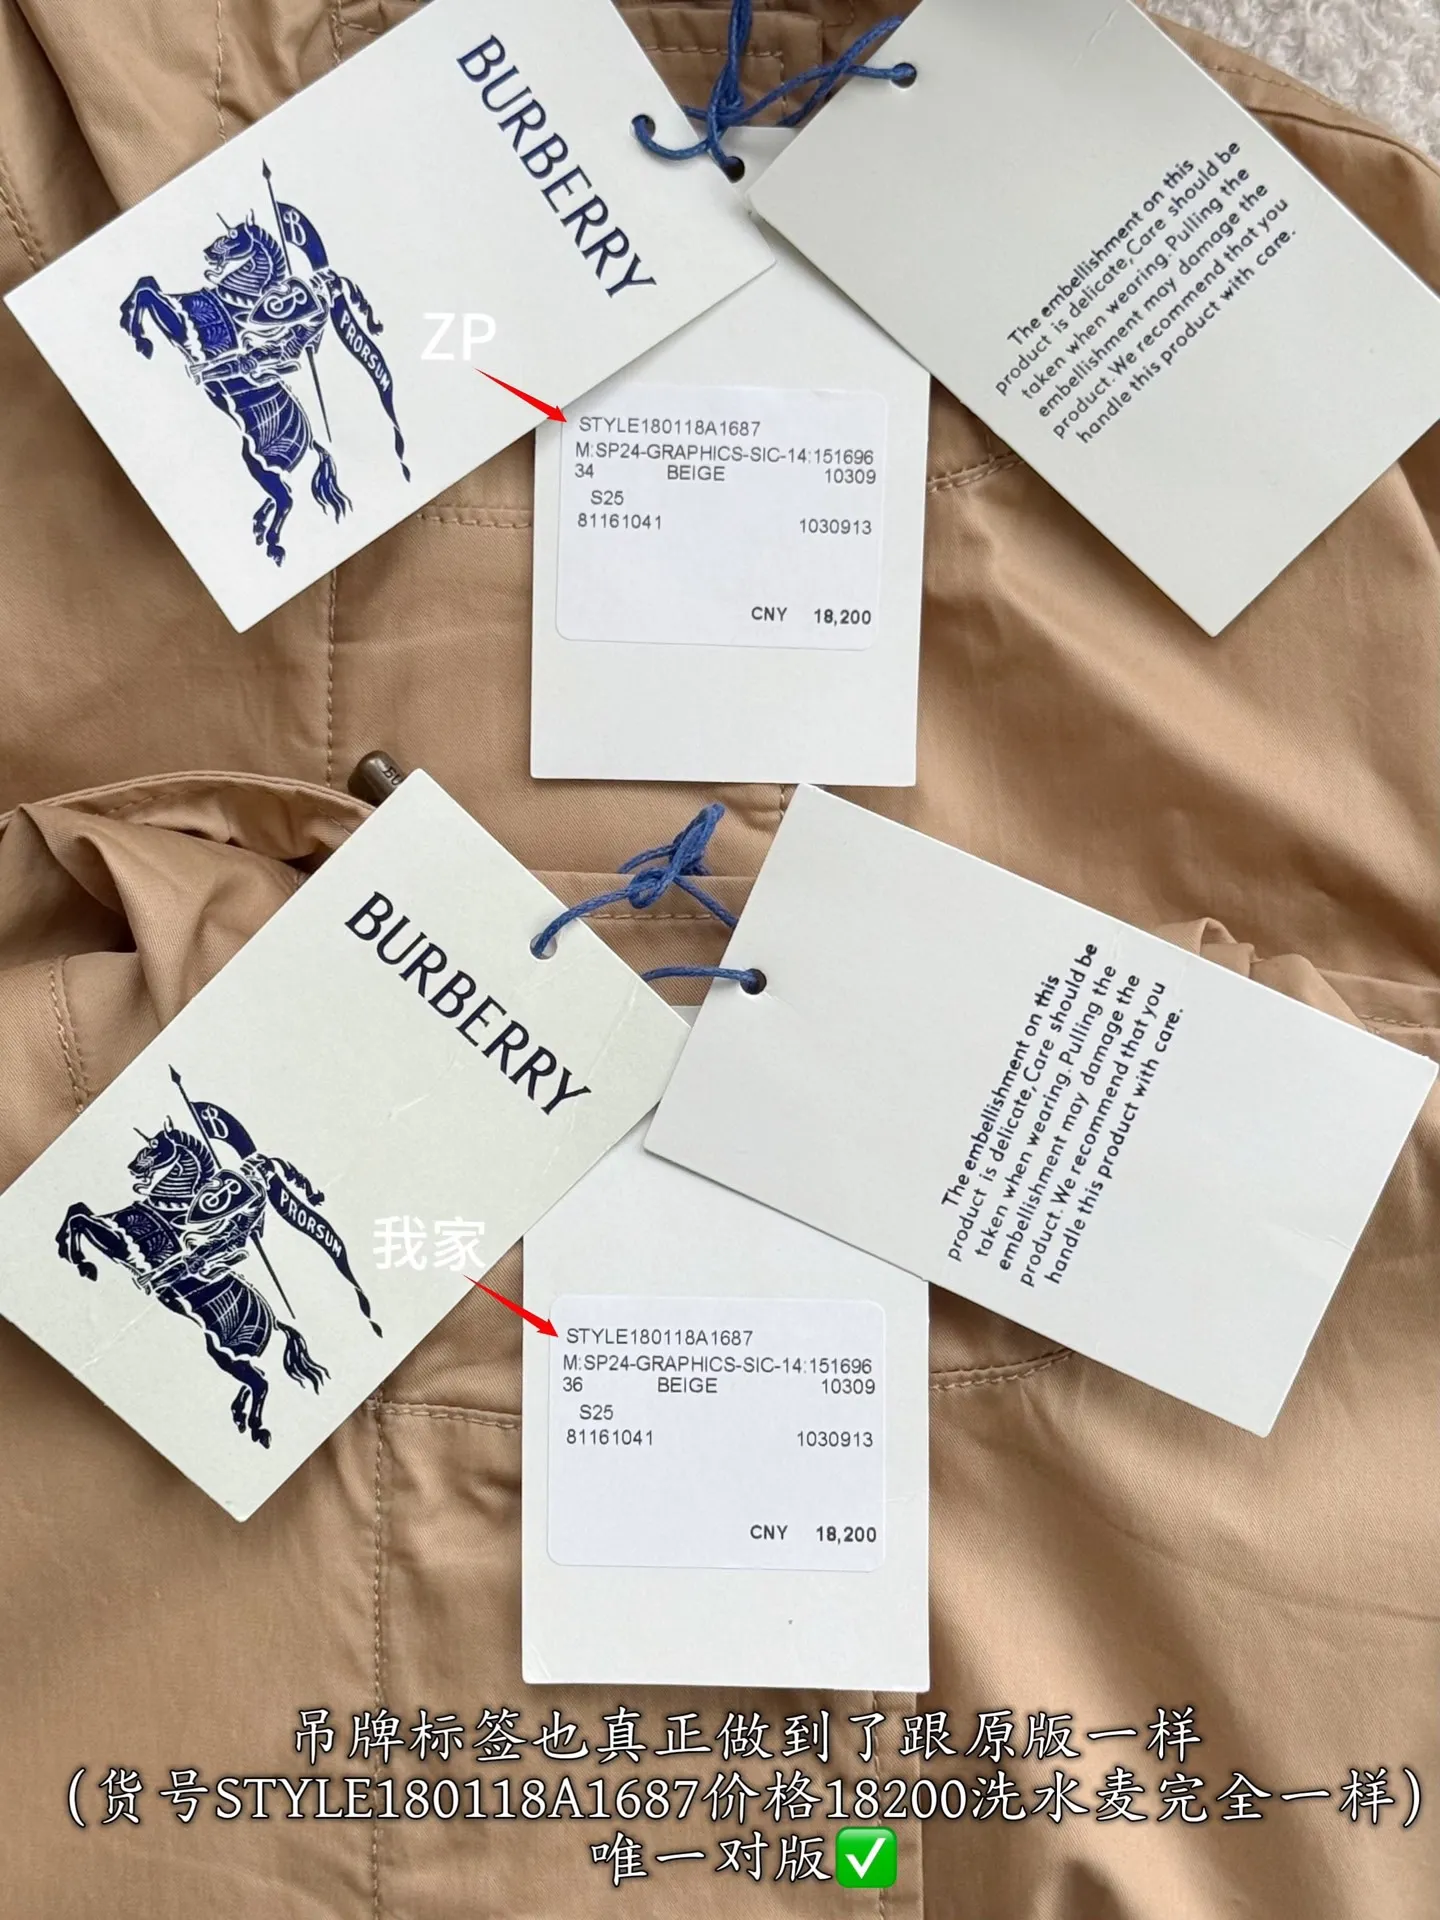 BURBERRY
B
PRORSUM
ZP
The embellishment on this
product is delicate, Care should be
taken when wearing. Pulling the
embellishment may damage the
product. We recommend that you
handle this product with care.
STYLE180118A1687
M:SP24-GRAPHICS-SIC-14:151696
34 BEIGE 10309
S25
81161041 1030913
CNY 18,200
BURBERRY
B
PRORSUM
我家
The embellishment on this
product is delicate, Care should be
taken when wearing. Pulling the
embellishment may damage the
product. We recommend that you
handle this product with care.
STYLE180118A1687
M:SP24-GRAPHICS-SIC-14:151696
36 BEIGE 10309
S25
81161041 1030913
CNY 18,200
吊牌标签也真正做到了跟原版一样
(货号STYLE180118A1687价格18200洗水麦完全一样)
唯一对版✅